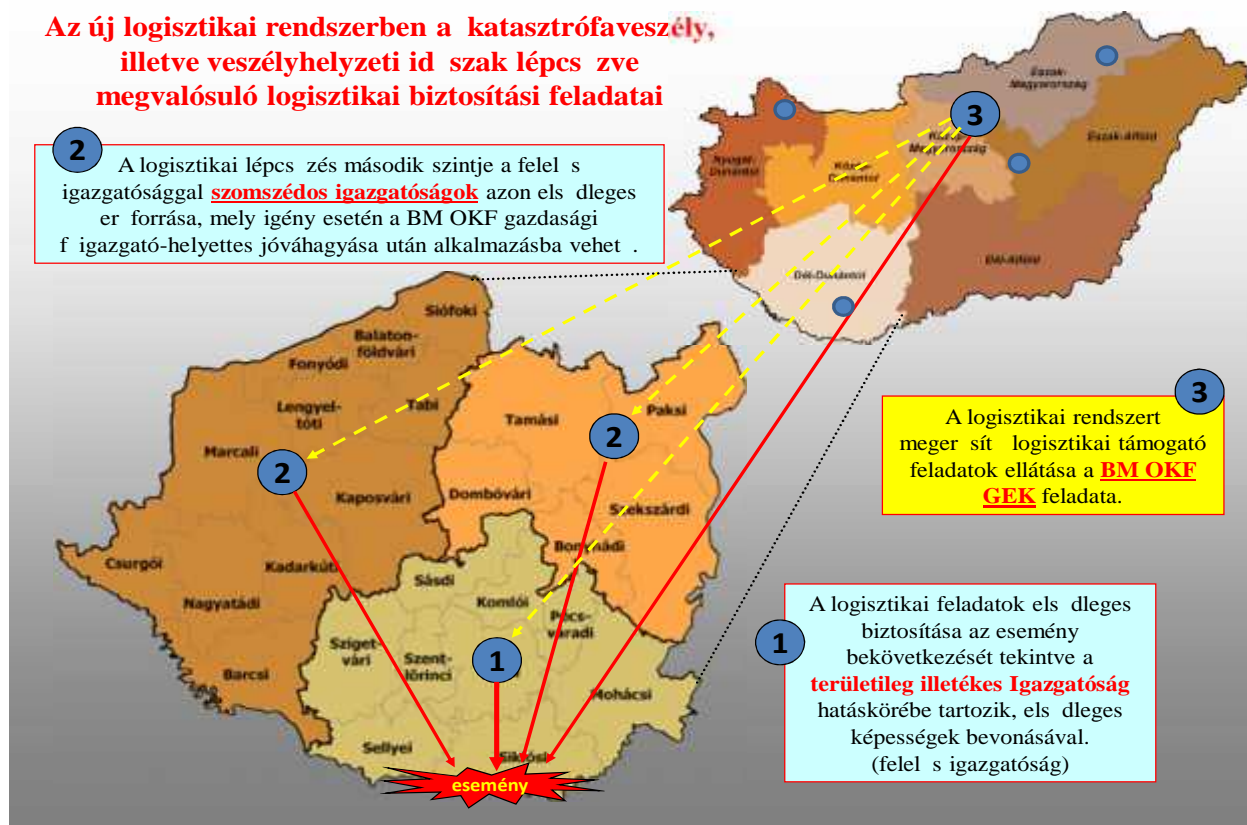 Az új logisztikai rendszerben a katasztrófaveszély,
illetve veszélyhelyzeti id szak lépcs zve
megvalósuló logisztikai biztosítási feladatai
2
A logisztikai lépcs zés második szintje a felel s
igazgatósággal szomszédos igazgatóságok azon els dleges
er forrása, mely igény esetén a BM OKF gazdasági
f igazgató-helyettes jóváhagyása után alkalmazásba vehet .
Észak-
Magyarország
3
Közép-
Magyarország
Észak-Alföld
Nyugat-
Dunántúl
Közép-
Dunántúl
Dél-Alföld
Dél-Dunántúl
Siófoki
Balaton-
földvári
Fonyódi
Lengyel-
tóti
Tabi
Tamási
Paksi
2
Marcali
2
Kaposvári
Dombóvári
Szekszárdi
Bonyhádi
Csurgói
Kadarkúti
Nagyatádi
Sásdi
Komlói
Pécs-
váradi
Sziget-
vári
Szent-
lőrinci
1
Barcsi
Mohácsi
Sellyei
Siklósi
esemény
3
A logisztikai rendszert
meger sít logisztikai támogató
feladatok ellátása a BM OKF
GEK feladata.
1
A logisztikai feladatok els dleges
biztosítása az esemény
bekövetkezését tekintve a
területileg illetékes Igazgatóság
hatáskörébe tartozik, els dleges
képességek bevonásával.
(felel s igazgatóság)